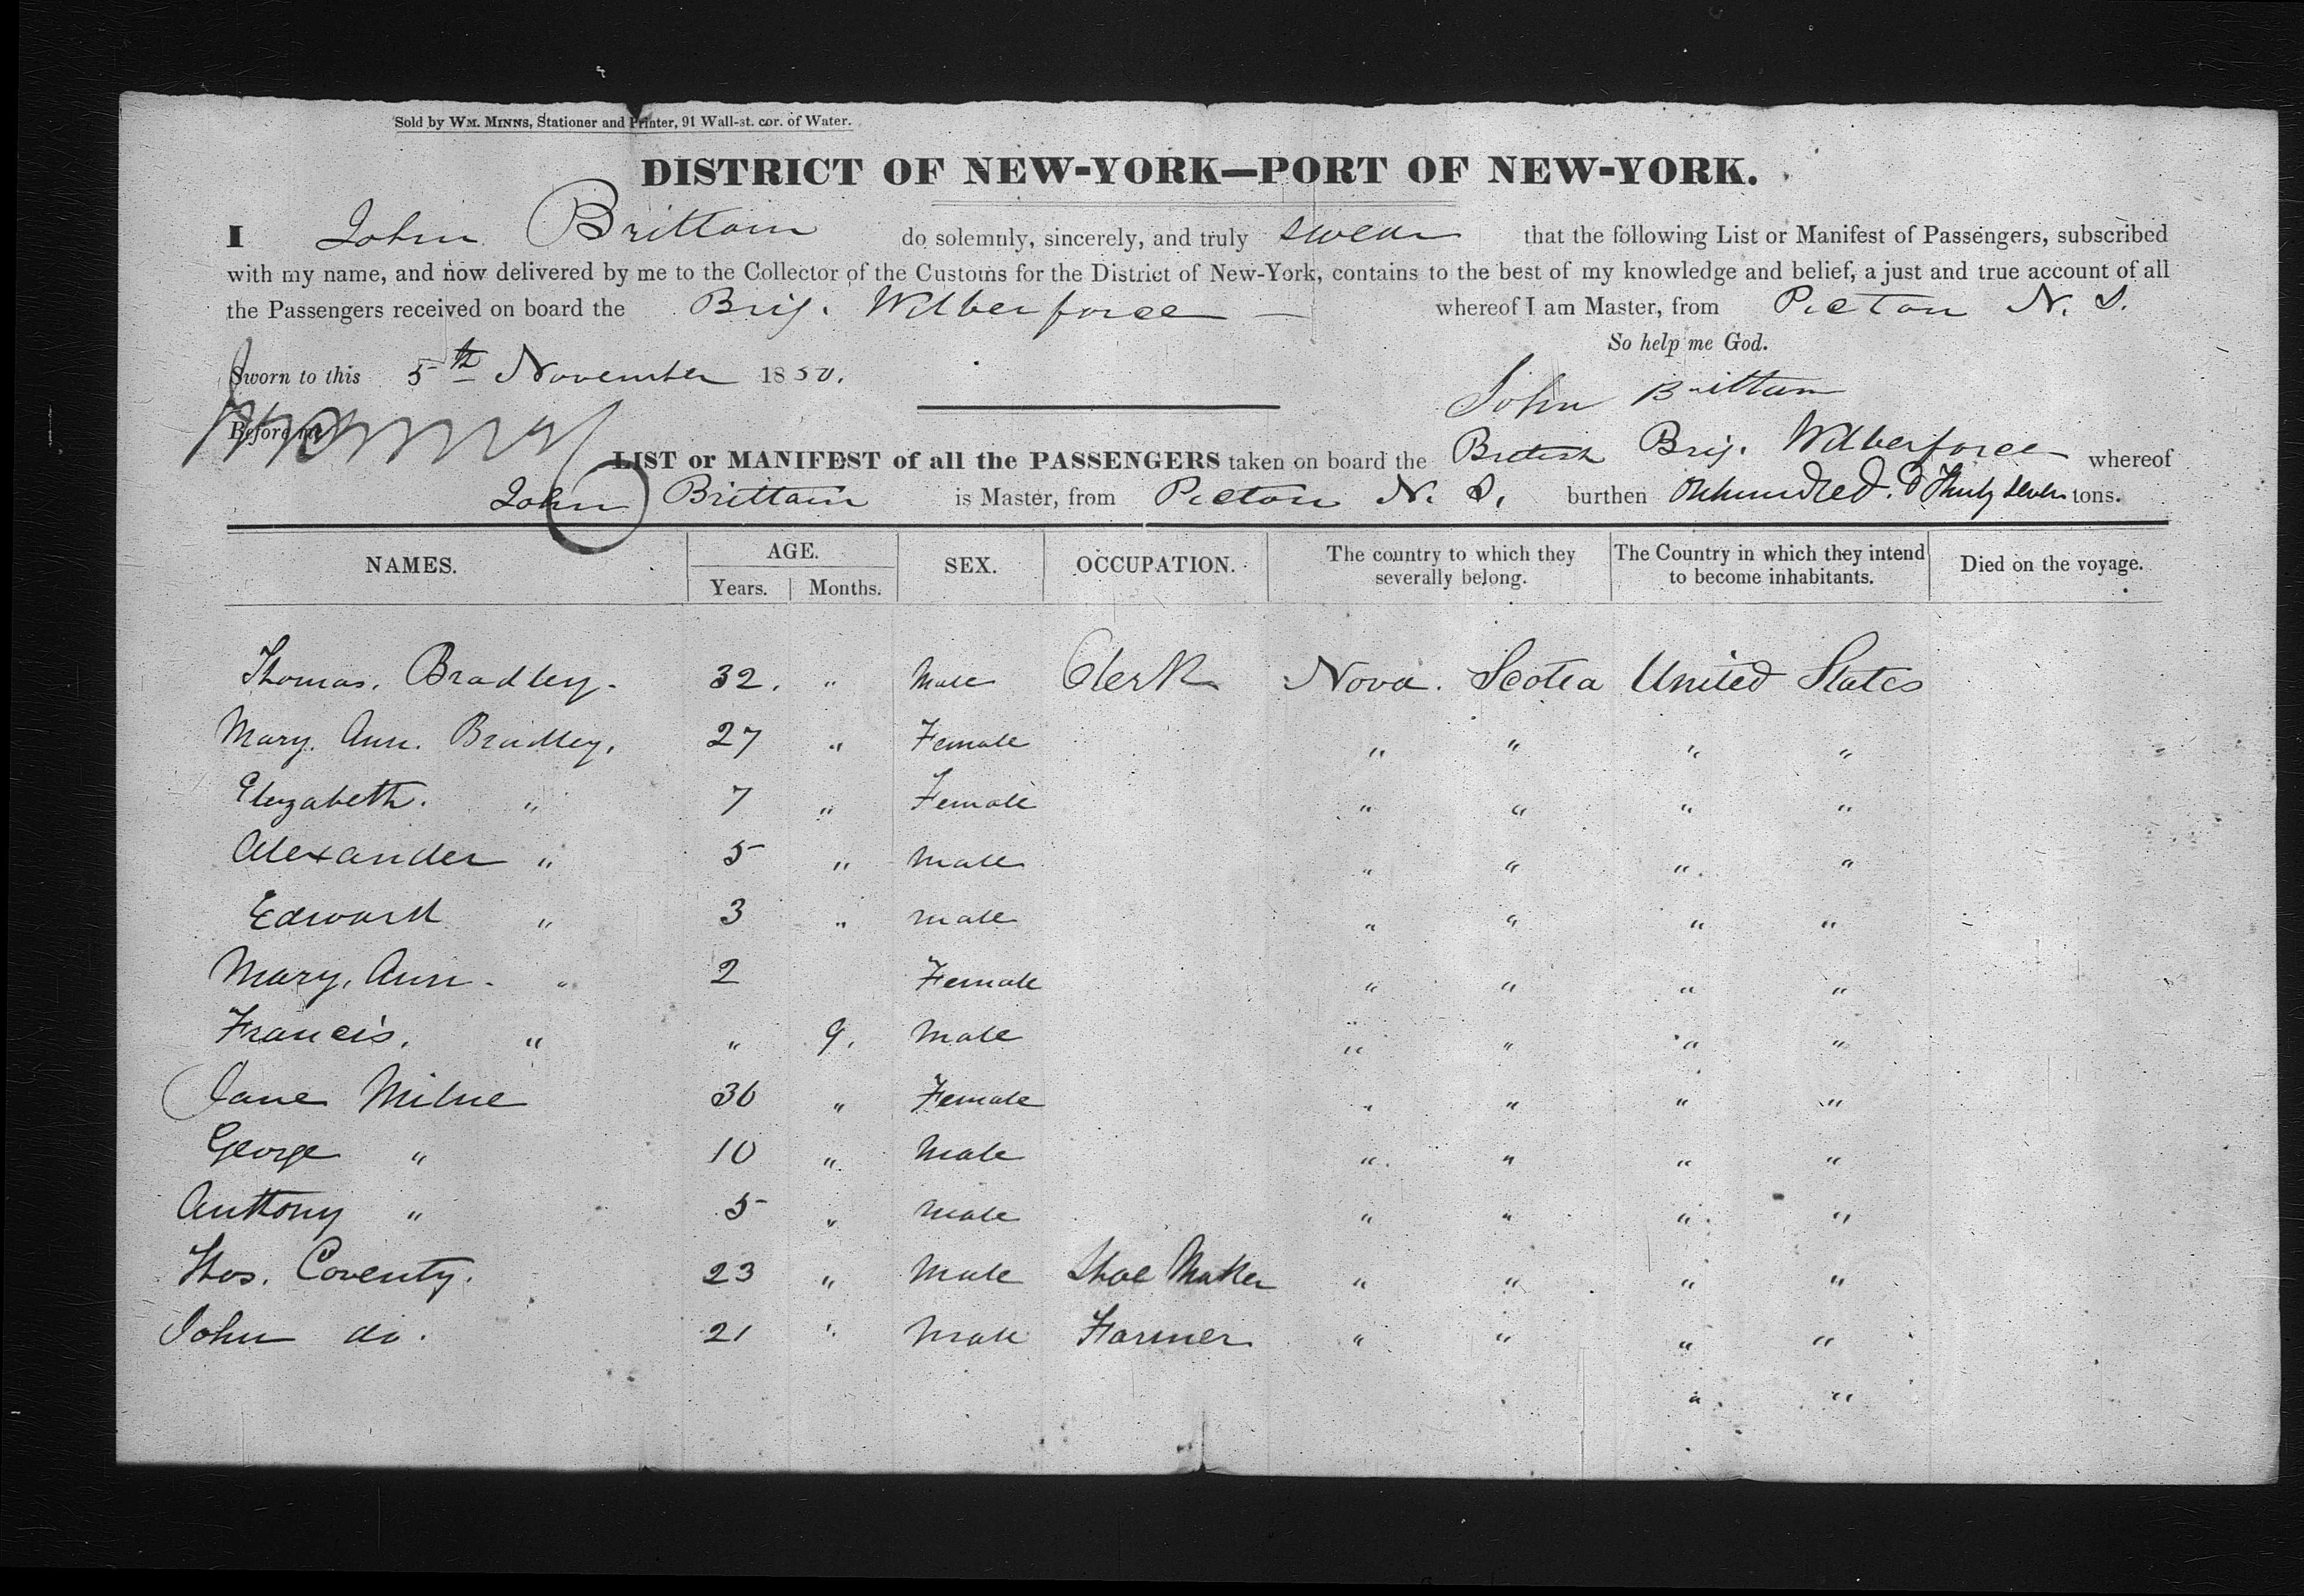 Sold by WM. MINNS, Stationer and Printer, 91 Wall-st. cor. of Water.
DISTRICT OF NEW-YORK—PORT OF NEW-YORK.
I John Brittain do solemnly, sincerely, and truly swear that the following List or Manifest of Passengers, subscribed
with my name, and now delivered by me to the Collector of the Customs for the District of New-York, contains to the best of my knowledge and belief, a just and true account of all
the Passengers received on board the Brig. Wilberforce — whereof I am Master, from Picton N. S.
So help me God.
Sworn to this 5th November 1850.
John Brittain
Before me
LIST or MANIFEST of all the PASSENGERS taken on board the British Brig. Wilberforce whereof
John Brittain is Master, from Picton N. S. burthen tons.
NAMES. AGE. SEX. OCCUPATION. The country to which they severally belong. The Country in which they intend to become inhabitants. Died on the voyage.
Years. Months.
Thomas. Bradley. 32. " Male Clerk Nova. Scotia United States
Mary. Ann. Bradley. 27 " Female " " " "
Elizabeth. " 7 " Female " " " "
Alexander " 5 " Male " " " "
Edward " 3 " Male " " " "
Mary. Ann. " 2 Female " " " "
Francis. " " 9. Male " " " "
Jane Milne 36 " Female " " " "
George " 10 " Male " " " "
Anttony " 5 " Male " " " "
Thos. Coventy. 23 " Male Shoe Maker " " " "
John do. 21 " Male Farmer " " " "
" "